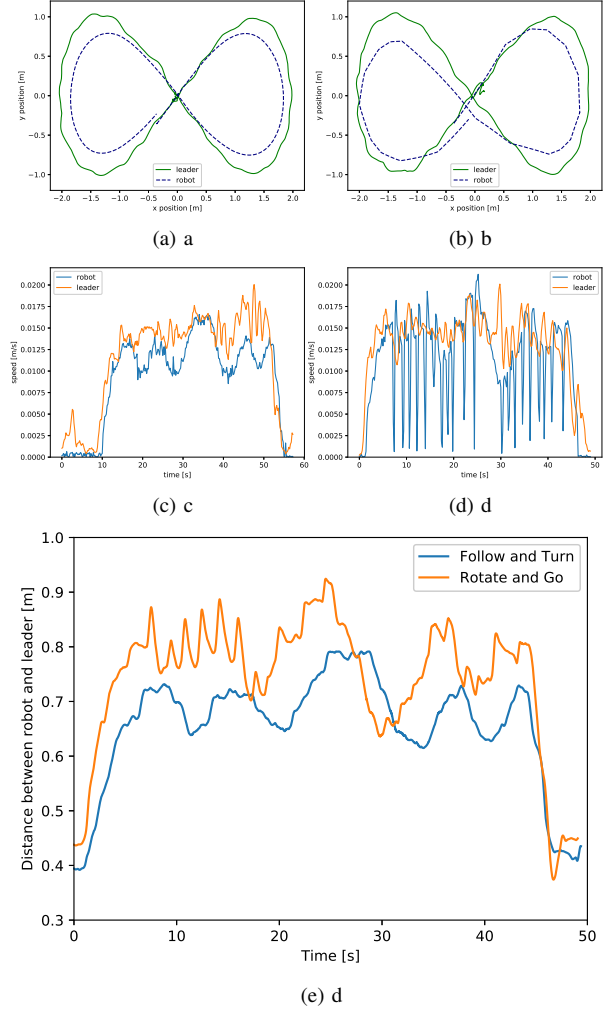 1.0
0.5
0.0
−0.5
−1.0
y position [m]
leader
robot
−2.0 −1.5 −1.0 −0.5 0.0 0.5 1.0 1.5 2.0
x position [m]
(a) a
1.0
0.5
0.0
−0.5
−1.0
y position [m]
leader
robot
−2.0 −1.5 −1.0 −0.5 0.0 0.5 1.0 1.5 2.0
x position [m]
(b) b
robot
leader
0.0200
0.0175
0.0150
0.0125
0.0100
0.0075
0.0050
0.0025
0.0000
speed [m/s]
0 10 20 30 40 50 60
time [s]
(c) c
robot
leader
0.0200
0.0175
0.0150
0.0125
0.0100
0.0075
0.0050
0.0025
0.0000
speed [m/s]
0 10 20 30 40 50
time [s]
(d) d
Follow and Turn
Rotate and Go
1.0
0.9
0.8
0.7
0.6
0.5
0.4
0.3
Distance between robot and leader [m]
0 10 20 30 40 50
Time [s]
(e) d